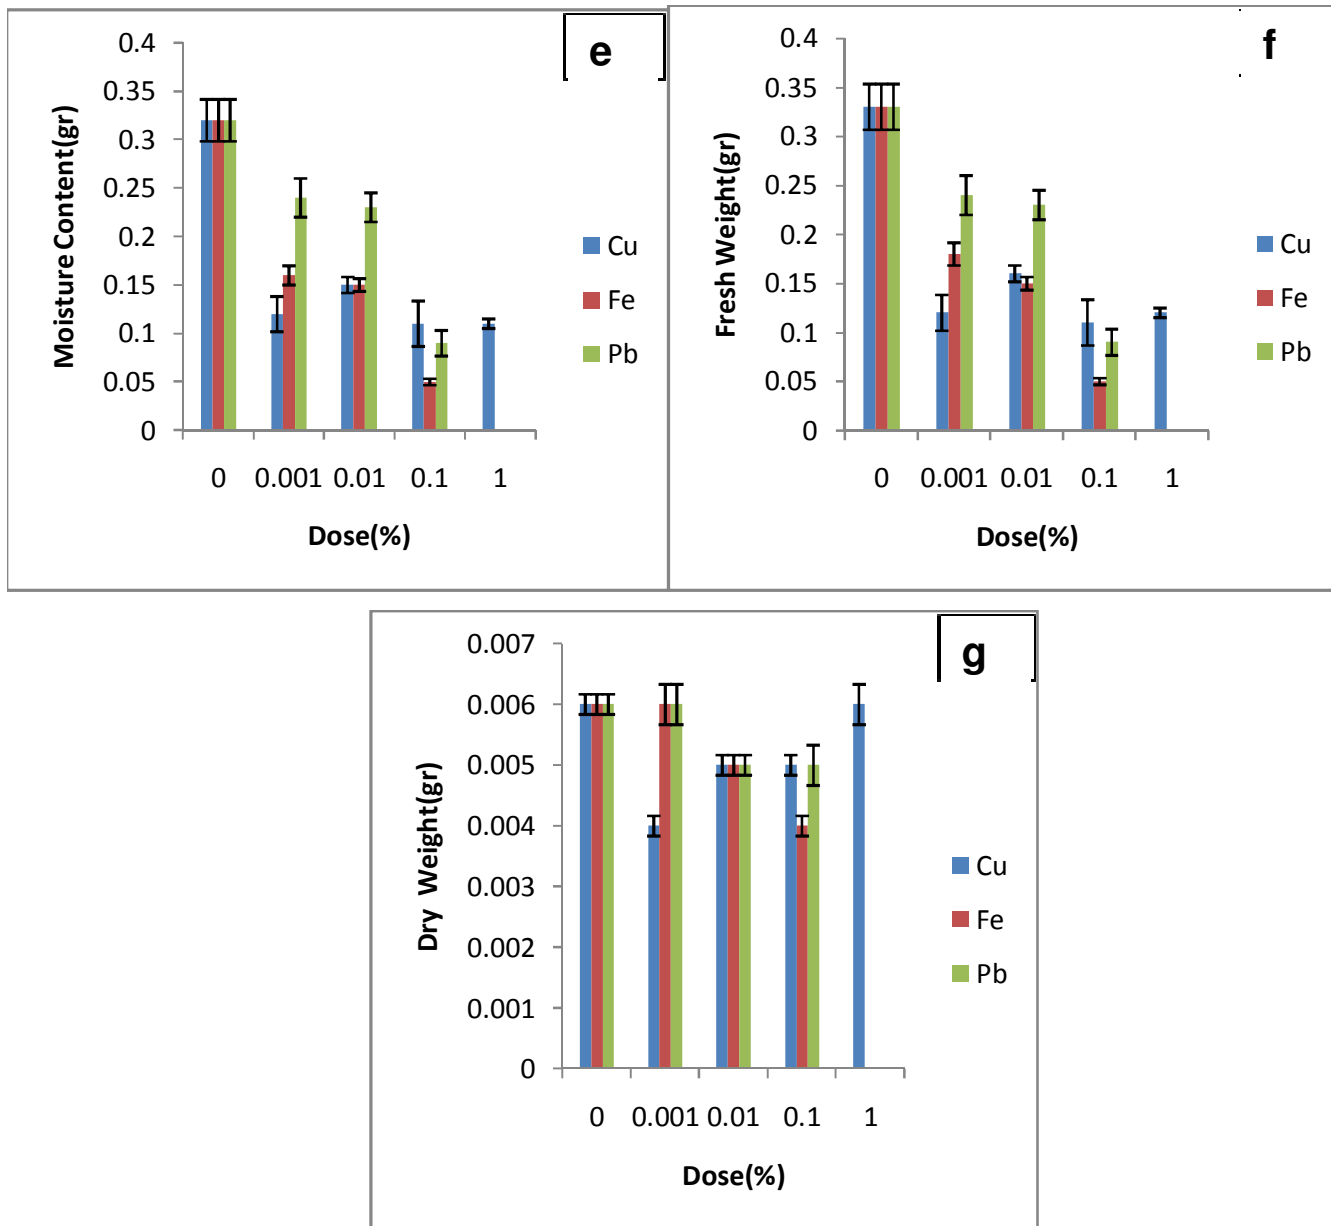 e
Moisture Content(gr)
0.4
0.35
0.3
0.25
0.2
0.15
0.1
0.05
0
0 0.001 0.01 0.1 1
Dose(%)
Cu
Fe
Pb
f
Fresh Weight(gr)
0.4
0.35
0.3
0.25
0.2
0.15
0.1
0.05
0
0 0.001 0.01 0.1 1
Dose(%)
Cu
Fe
Pb
g
Dry Weight(gr)
0.007
0.006
0.005
0.004
0.003
0.002
0.001
0
0 0.001 0.01 0.1 1
Dose(%)
Cu
Fe
Pb